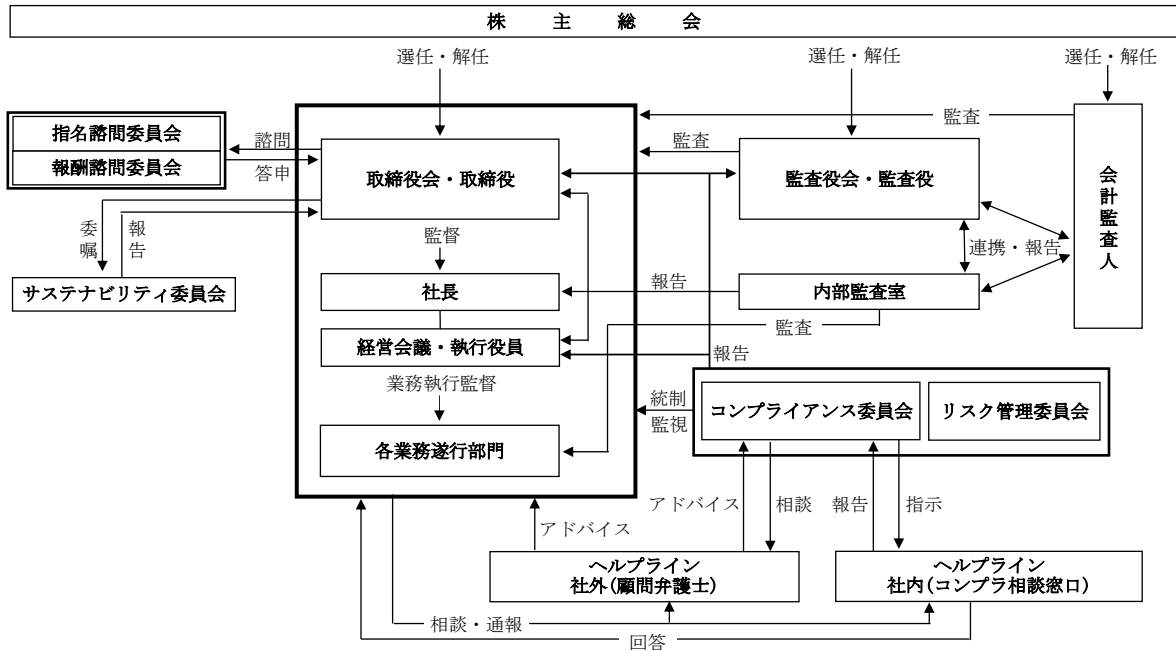 株主総会
選任・解任
選任・解任
選任・解任
指名諮問委員会
報酬諮問委員会
諮問
答申
取締役会・取締役
監査
監査
監査役会・監査役
会計監査人
委嘱
報告
サステナビリティ委員会
監督
連携・報告
社長
報告
内部監査室
監査
経営会議・執行役員
報告
業務執行監督
統制
監視
コンプライアンス委員会
リスク管理委員会
各業務遂行部門
アドバイス
アドバイス
相談
報告
指示
ヘルプライン
社外(顧問弁護士)
ヘルプライン
社内(コンプラ相談窓口)
相談・通報
回答